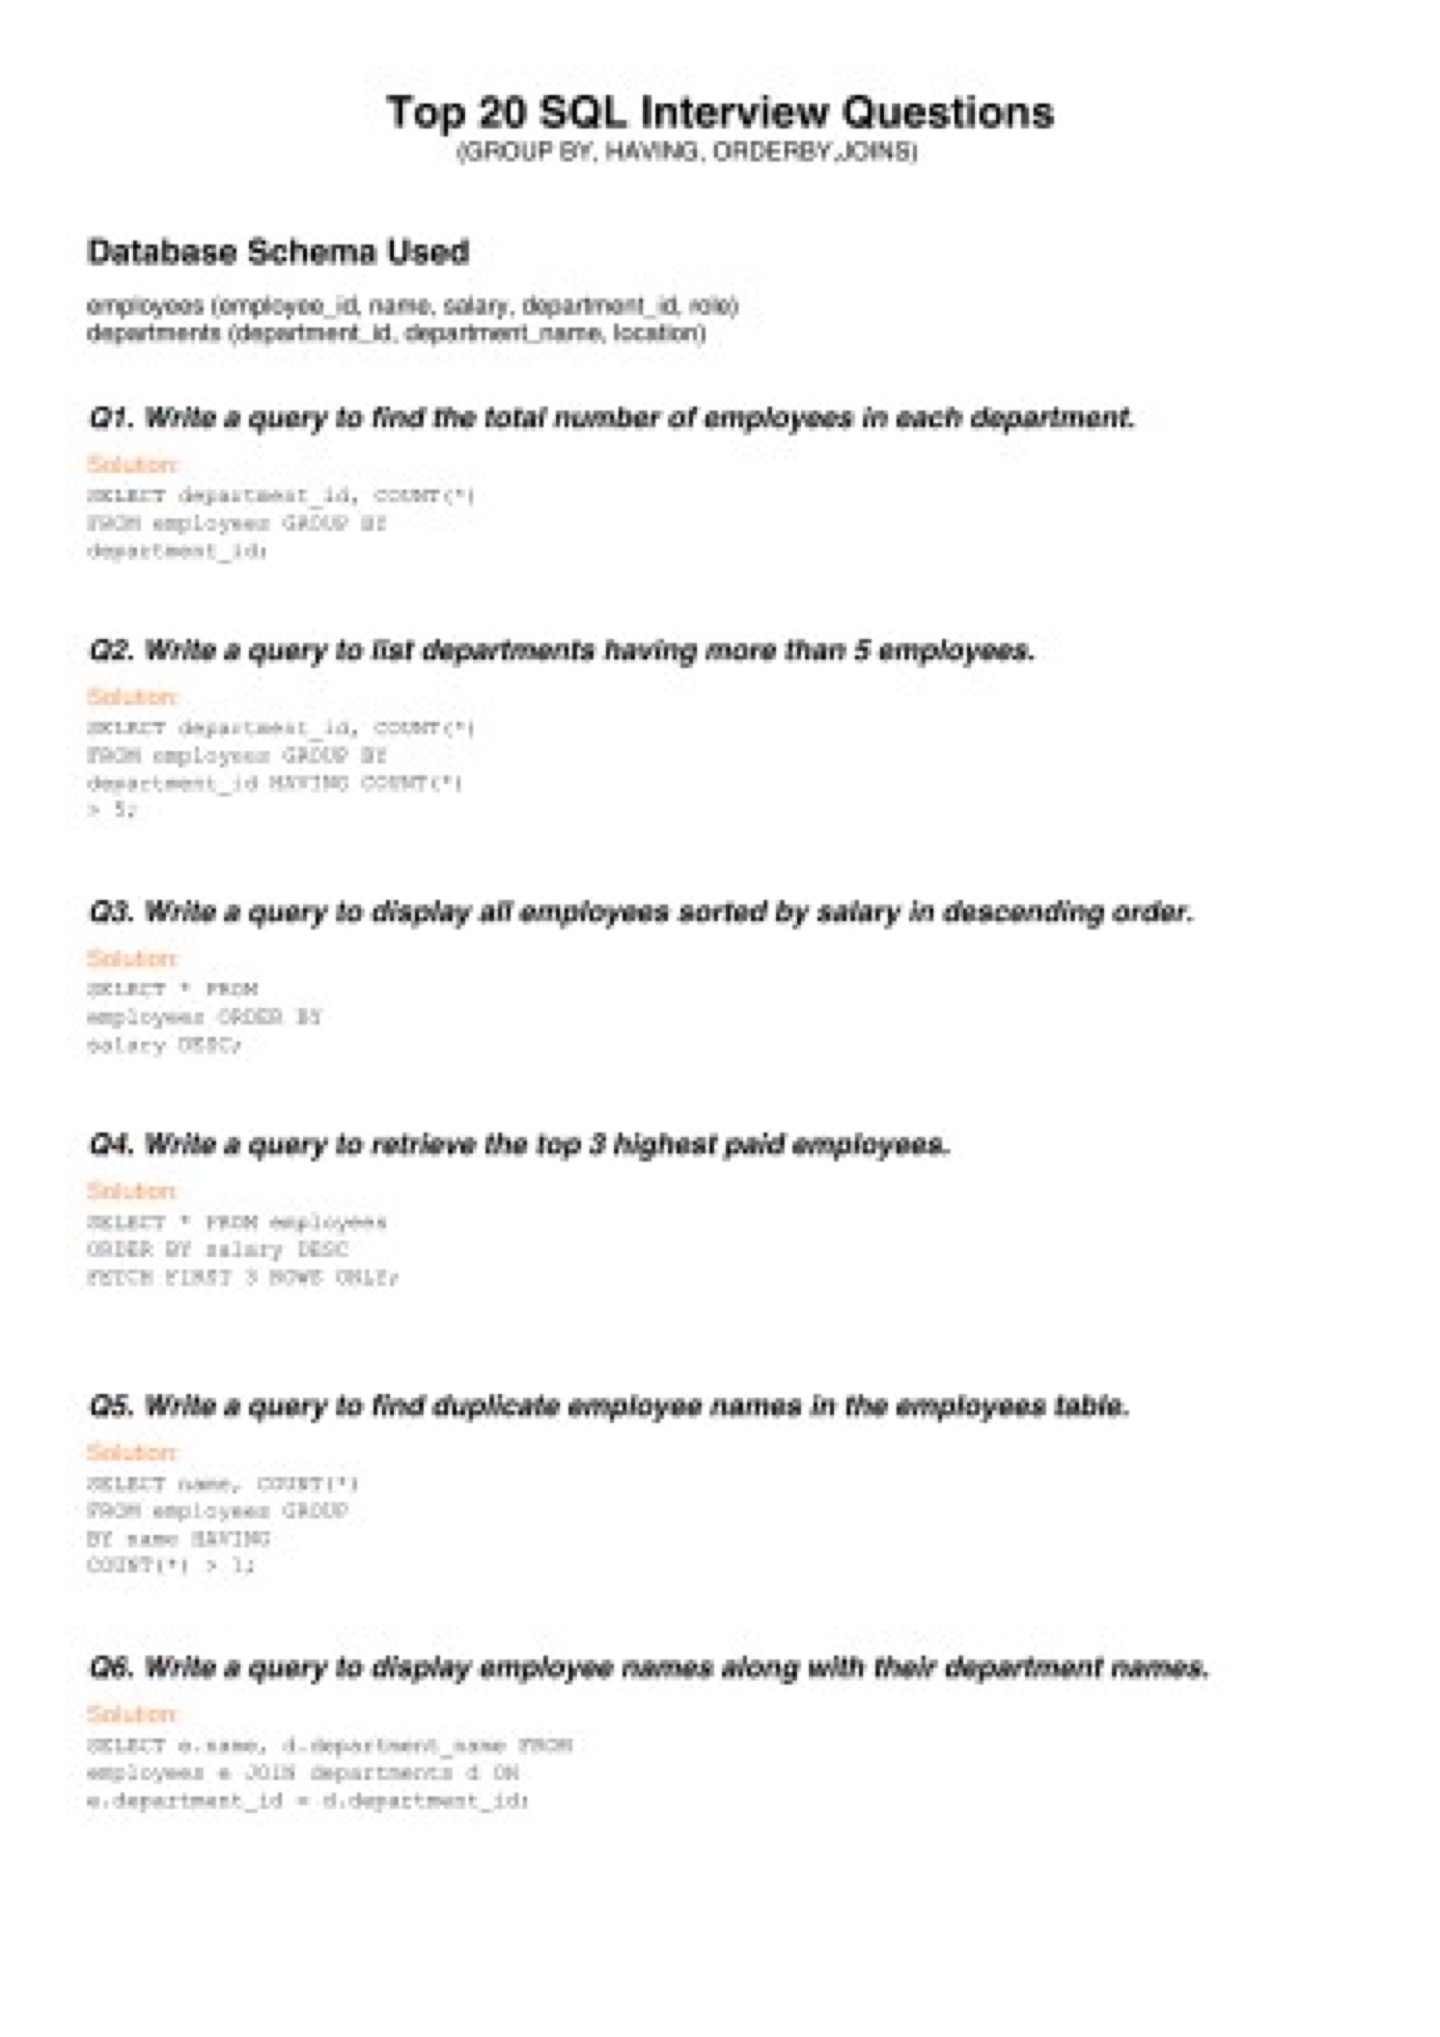 Top 20 SQL Interview Questions
(GROUP BY, HAVING, ORDERBY,JOINS)
Database Schema Used
employees (employee_id, name, salary, department_id, role)
departments (department_id, department_name, location)
Q1. Write a query to find the total number of employees in each department.
Solution:
SELECT department_id, COUNT(*)
FROM employees GROUP BY
department_id;
Q2. Write a query to list departments having more than 5 employees.
Solution:
SELECT department_id, COUNT(*)
FROM employees GROUP BY
department_id HAVING COUNT(*)
> 5;
Q3. Write a query to display all employees sorted by salary in descending order.
Solution:
SELECT * FROM
employees ORDER BY
salary DESC;
Q4. Write a query to retrieve the top 3 highest paid employees.
Solution:
SELECT * FROM employees
ORDER BY salary DESC
FETCH FIRST 3 ROWS ONLY;
Q5. Write a query to find duplicate employee names in the employees table.
Solution:
SELECT name, COUNT(*)
FROM employees GROUP
BY name HAVING
COUNT(*) > 1;
Q6. Write a query to display employee names along with their department names.
Solution:
SELECT e.name, d.department_name FROM
employees e JOIN departments d ON
e.department_id = d.department_id;